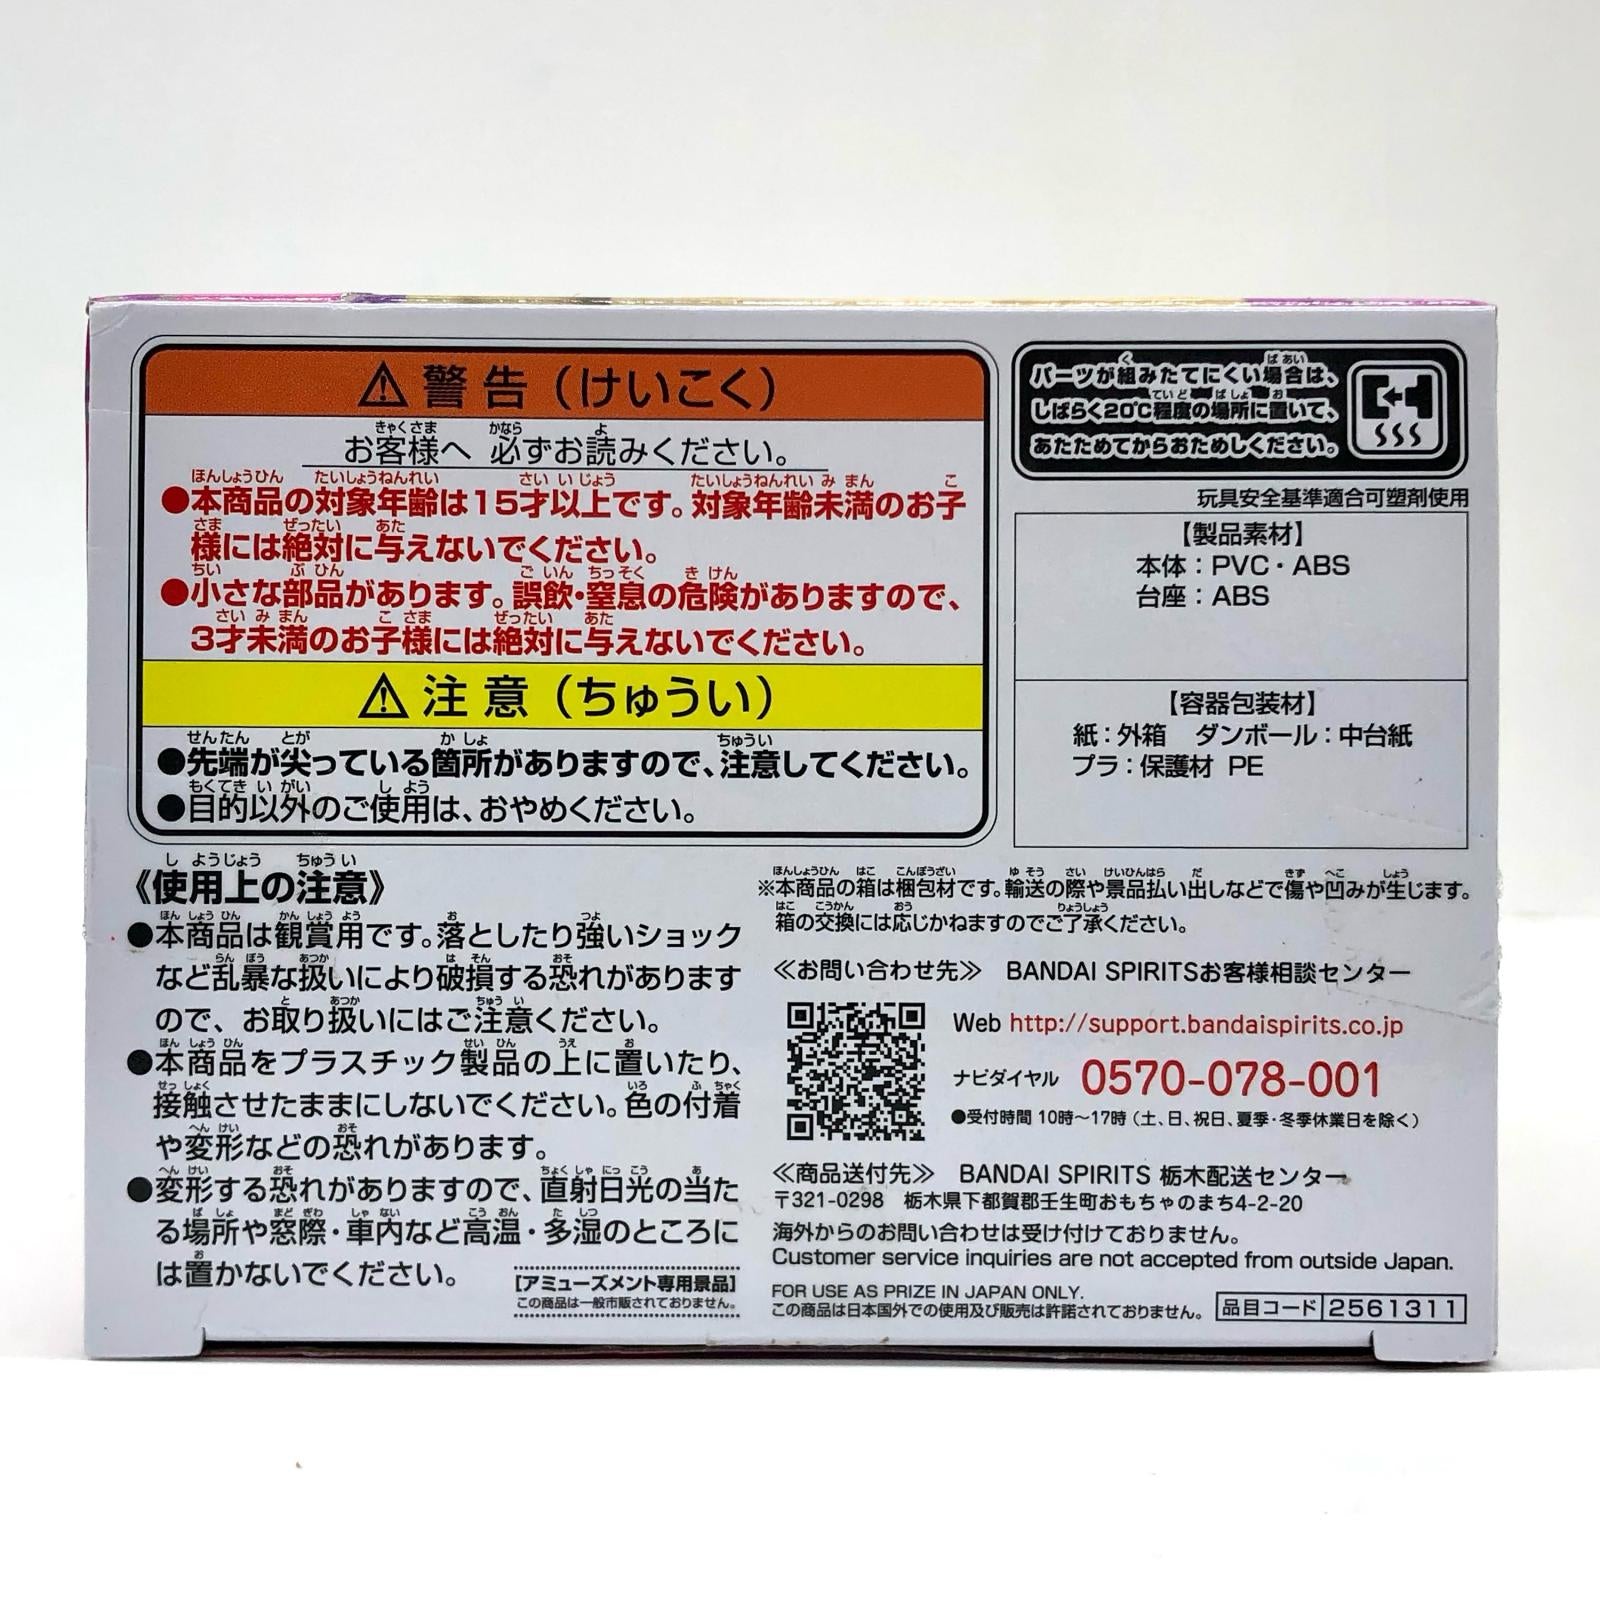 ⚠警告（けいこく）
お客様へ 必ずお読みください。
●本商品の対象年齢は15才以上です。対象年齢未満のお子
様には絶対に与えないでください。
●小さな部品があります。誤飲・窒息の危険がありますので、
3才未満のお子様には絶対に与えないでください。
⚠注意（ちゅうい）
●先端が尖っている箇所がありますので、注意してください。
●目的以外のご使用は、おやめください。
《使用上の注意》
●本商品は観賞用です。落としたり強いショック
など乱暴な扱いにより破損する恐れがあります
ので、お取り扱いにはご注意ください。
●本商品をプラスチック製品の上に置いたり、
接触させたままにしないでください。色の付着
や変形などの恐れがあります。
●変形する恐れがありますので、直射日光の当た
る場所や窓際・車内など高温・多湿のところに
は置かないでください。
【アミューズメント専用景品】
この商品は一般市販されておりません。
パーツが組みたてにくい場合は、
しばらく20℃程度の場所に置いて、
あたためてからおためしください。
玩具安全基準適合可塑剤使用
【製品素材】
本体：PVC・ABS
台座：ABS
【容器包装材】
紙：外箱 ダンボール：中台紙
プラ：保護材 PE
※本商品の箱は梱包材です。輸送の際や景品払い出しなどで傷や凹みが生じます。
箱の交換には応じかねますのでご了承ください。
≪お問い合わせ先≫ BANDAI SPIRITSお客様相談センター
Web http://support.bandaispirits.co.jp
ナビダイヤル 0570-078-001
●受付時間 10時～17時（土、日、祝日、夏季・冬季休業日を除く）
≪商品送付先≫ BANDAI SPIRITS 栃木配送センター
〒321-0298 栃木県下都賀郡壬生町おもちゃのまち4-2-20
海外からのお問い合わせは受け付けておりません。
Customer service inquiries are not accepted from outside Japan.
FOR USE AS PRIZE IN JAPAN ONLY.
この商品は日本国外での使用及び販売は許諾されておりません。
品目コード 2561311